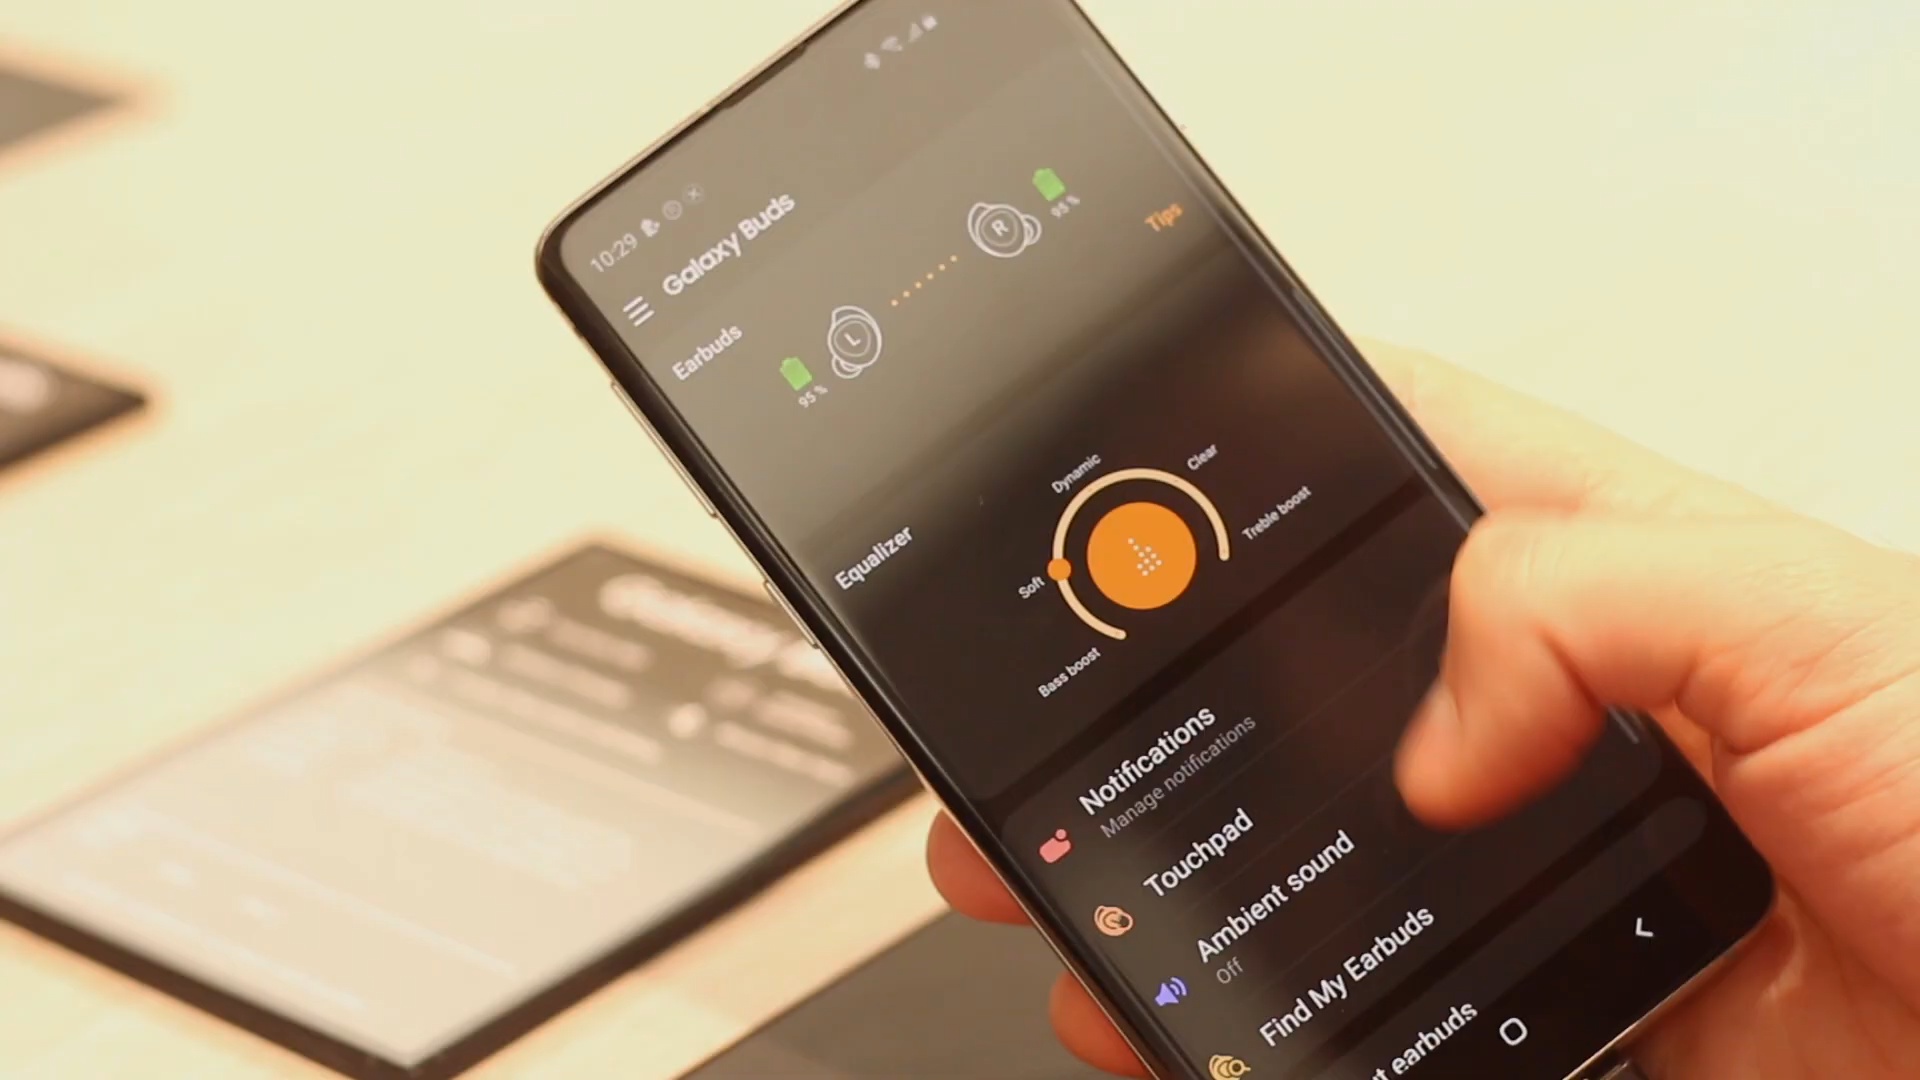 10:29
Galaxy Buds
Earbuds
L
95 %
R
95 %
Tips
Equalizer
Bass boost
Soft
Dynamic
Clear
Treble boost
Notifications
Manage notifications
Touchpad
Ambient sound
Off
Find My Earbuds
earbuds